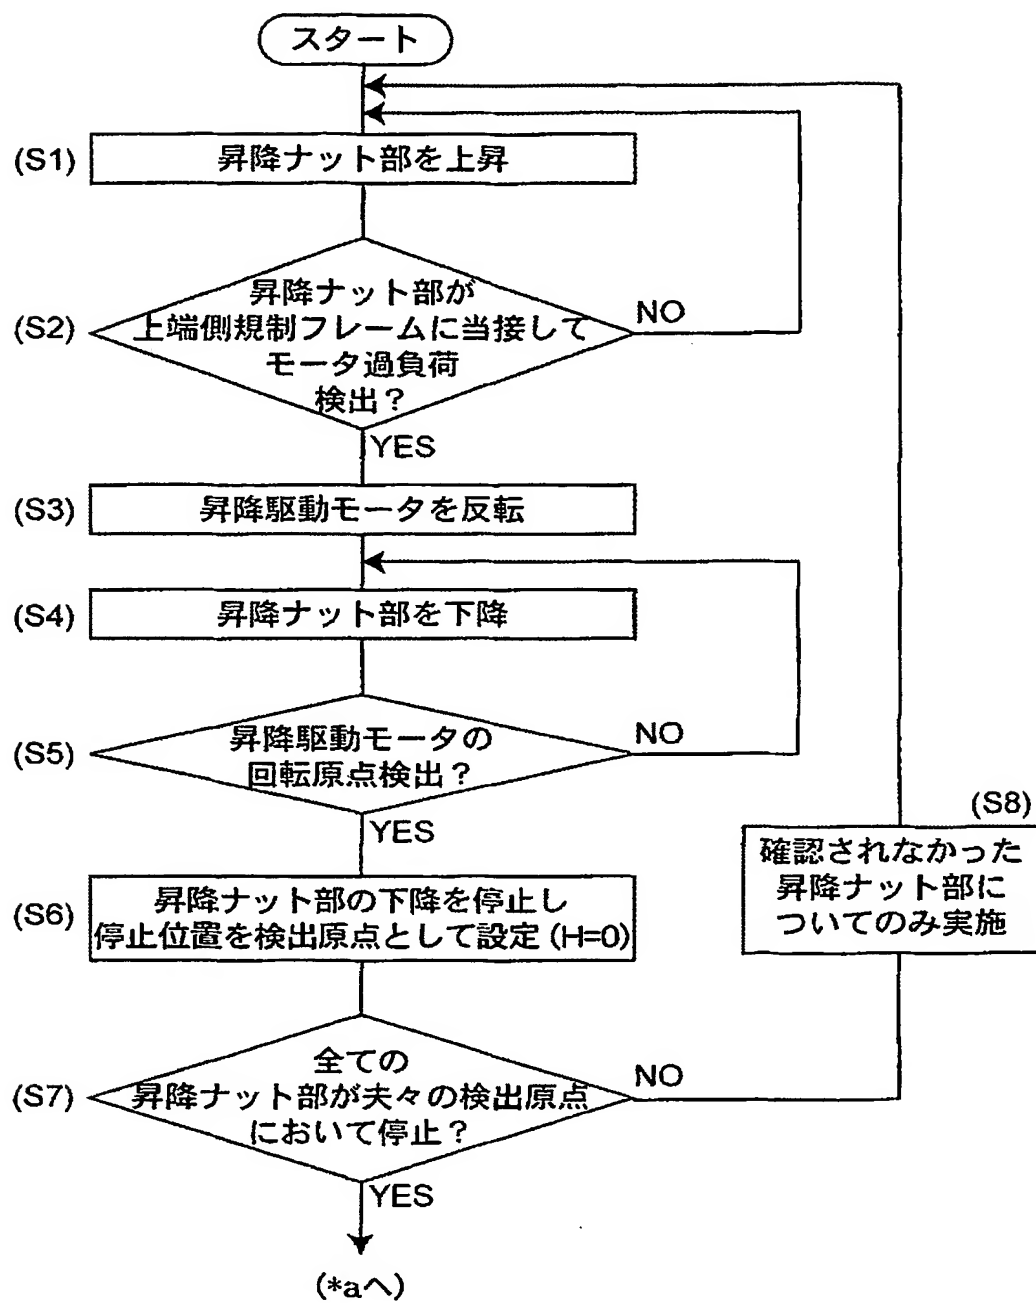 スタート
(S1)
昇降ナット部を上昇
(S2)
昇降ナット部が
上端側規制フレームに当接して
モータ過負荷
検出？
NO
YES
(S3)
昇降駆動モータを反転
(S4)
昇降ナット部を下降
(S5)
昇降駆動モータの
回転原点検出？
NO
YES
(S6)
昇降ナット部の下降を停止し
停止位置を検出原点として設定(H=0)
(S7)
全ての
昇降ナット部が夫々の検出原点
において停止？
NO
(S8)
確認されなかった
昇降ナット部に
ついてのみ実施
YES
(*aへ)